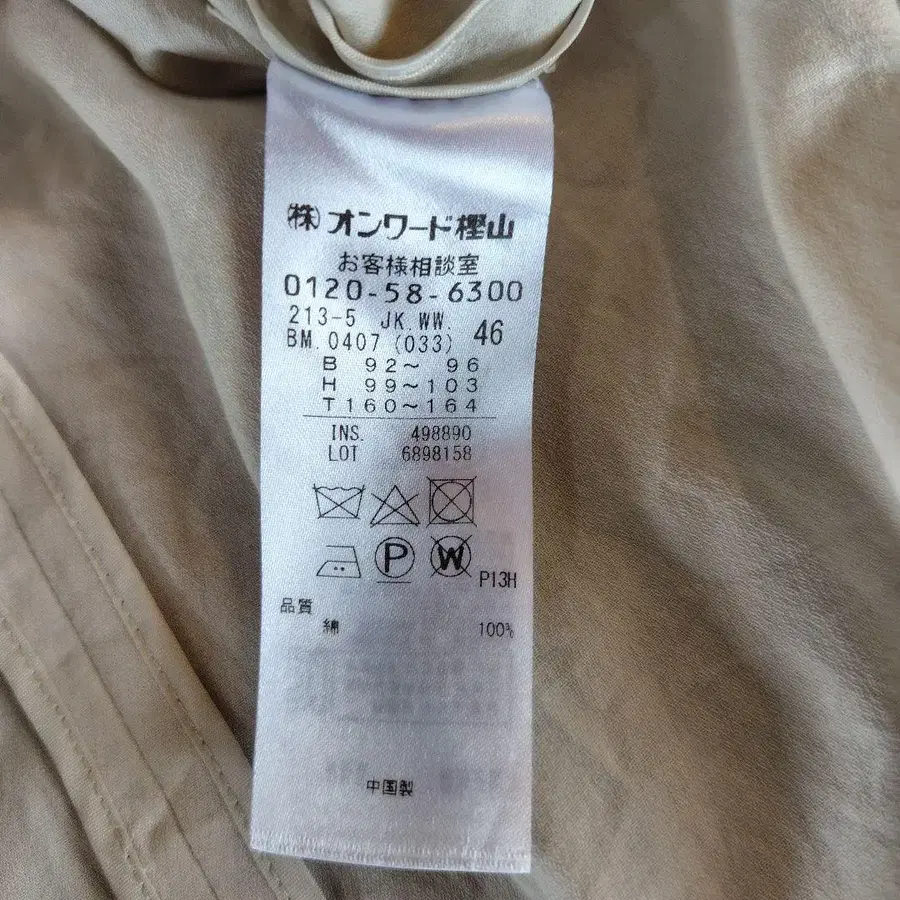 ㈱オンワード樫山
お客様相談室
0120-58-6300
213-5 JK.WW. 46
BM.0407(033)
B 92～ 96
H 99～103
T 160～164
INS. 498890
LOT 6898158
P W P13H
品質
綿 100%
中国製